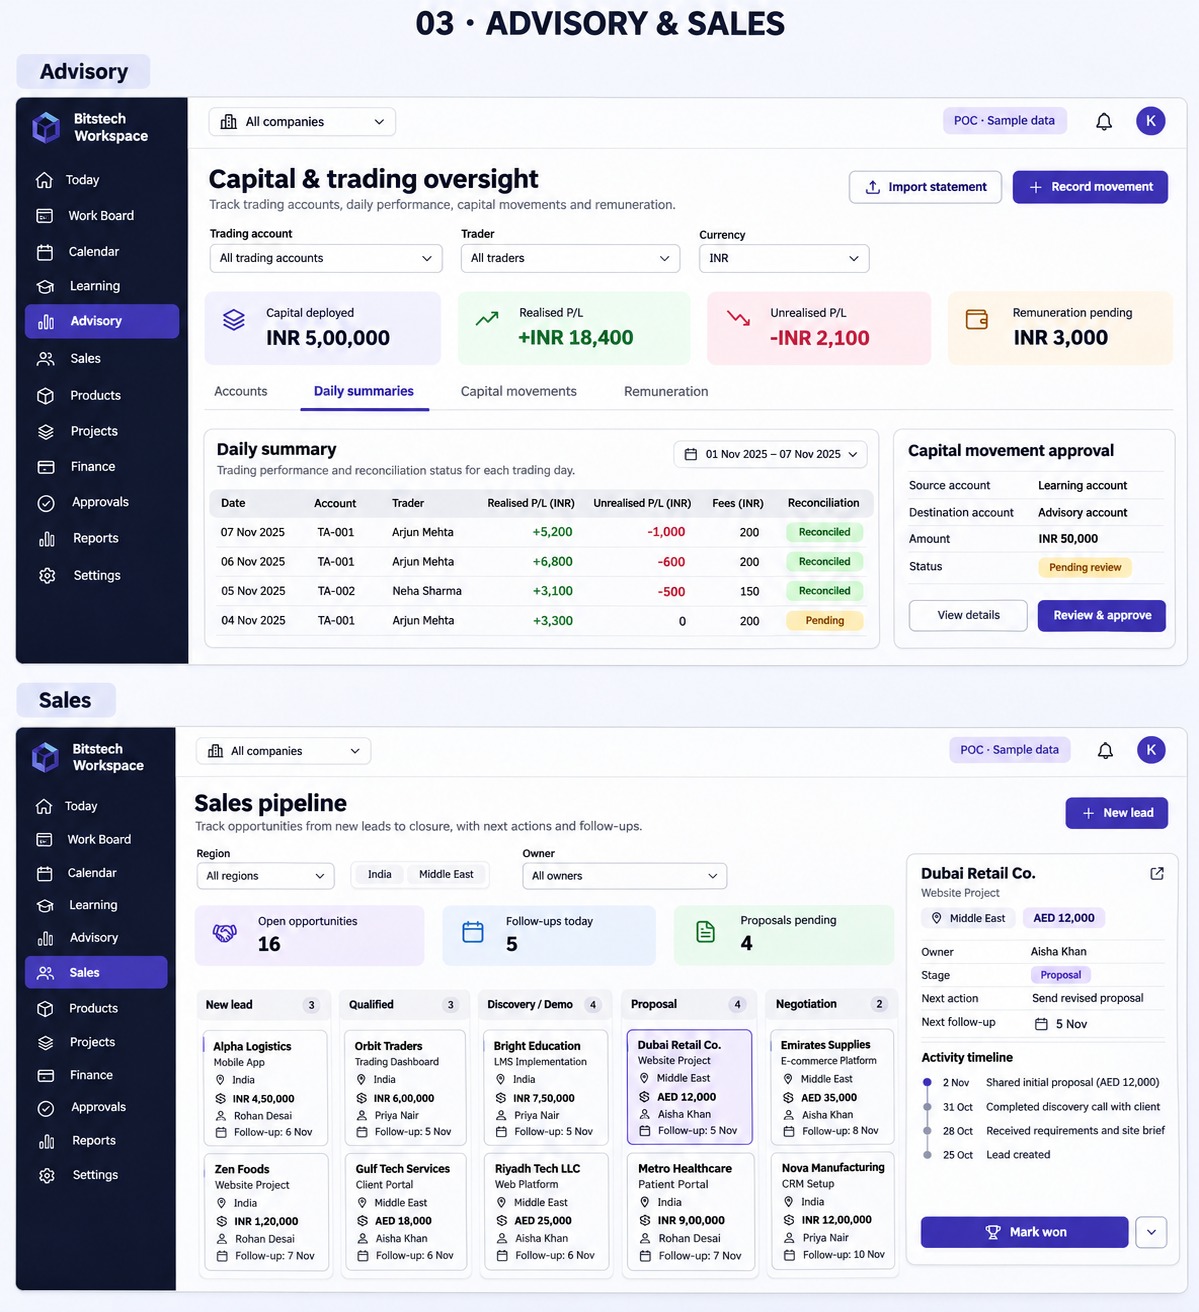 03 · ADVISORY & SALES
Advisory
Bitstech
Workspace
Today
Work Board
Calendar
Learning
Advisory
Sales
Products
Projects
Finance
Approvals
Reports
Settings
All companies
POC · Sample data
K
Capital & trading oversight
Track trading accounts, daily performance, capital movements and remuneration.
Import statement
+ Record movement
Trading account
All trading accounts
Trader
All traders
Currency
INR
Capital deployed
INR 5,00,000
Realised P/L
+INR 18,400
Unrealised P/L
-INR 2,100
Remuneration pending
INR 3,000
Accounts
Daily summaries
Capital movements
Remuneration
Daily summary
Trading performance and reconciliation status for each trading day.
01 Nov 2025 – 07 Nov 2025
Date Account Trader Realised P/L (INR) Unrealised P/L (INR) Fees (INR) Reconciliation
07 Nov 2025 TA-001 Arjun Mehta +5,200 -1,000 200 Reconciled
06 Nov 2025 TA-001 Arjun Mehta +6,800 -600 200 Reconciled
05 Nov 2025 TA-002 Neha Sharma +3,100 -500 150 Reconciled
04 Nov 2025 TA-001 Arjun Mehta +3,300 0 200 Pending
Capital movement approval
Source account Learning account
Destination account Advisory account
Amount INR 50,000
Status Pending review
View details
Review & approve
Sales
Bitstech
Workspace
Today
Work Board
Calendar
Learning
Advisory
Sales
Products
Projects
Finance
Approvals
Reports
Settings
All companies
POC · Sample data
K
Sales pipeline
Track opportunities from new leads to closure, with next actions and follow-ups.
+ New lead
Region
All regions
India
Middle East
Owner
All owners
Open opportunities
16
Follow-ups today
5
Proposals pending
4
New lead 3
Alpha Logistics
Mobile App
India
INR 4,50,000
Rohan Desai
Follow-up: 6 Nov
Zen Foods
Website Project
India
INR 1,20,000
Rohan Desai
Follow-up: 7 Nov
Qualified 3
Orbit Traders
Trading Dashboard
India
INR 6,00,000
Priya Nair
Follow-up: 5 Nov
Gulf Tech Services
Client Portal
Middle East
AED 18,000
Aisha Khan
Follow-up: 6 Nov
Discovery / Demo 4
Bright Education
LMS Implementation
India
INR 7,50,000
Priya Nair
Follow-up: 5 Nov
Riyadh Tech LLC
Web Platform
Middle East
AED 25,000
Aisha Khan
Follow-up: 6 Nov
Proposal 4
Dubai Retail Co.
Website Project
Middle East
AED 12,000
Aisha Khan
Follow-up: 5 Nov
Metro Healthcare
Patient Portal
India
INR 9,00,000
Rohan Desai
Follow-up: 7 Nov
Negotiation 2
Emirates Supplies
E-commerce Platform
Middle East
AED 35,000
Aisha Khan
Follow-up: 8 Nov
Nova Manufacturing
CRM Setup
India
INR 12,00,000
Priya Nair
Follow-up: 10 Nov
Dubai Retail Co.
Website Project
Middle East
AED 12,000
Owner Aisha Khan
Stage Proposal
Next action Send revised proposal
Next follow-up 5 Nov
Activity timeline
2 Nov Shared initial proposal (AED 12,000)
31 Oct Completed discovery call with client
28 Oct Received requirements and site brief
25 Oct Lead created
Mark won